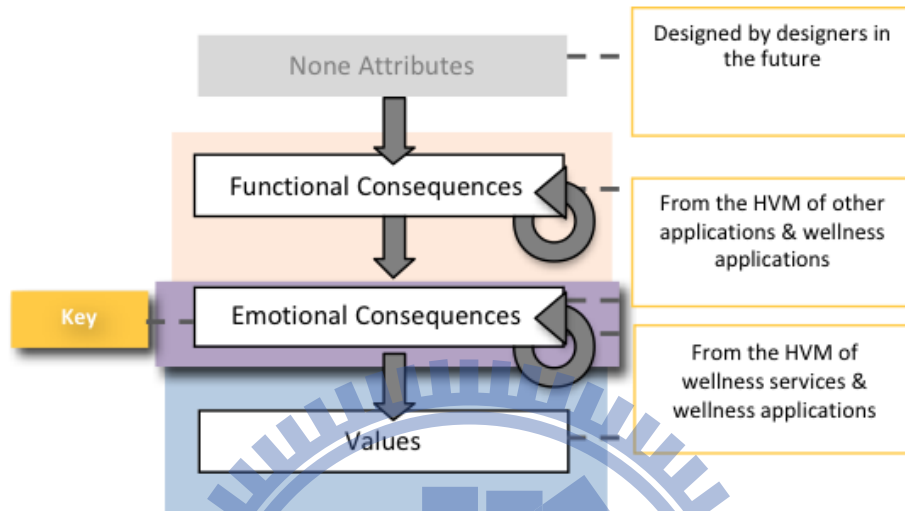 None Attributes
Designed by designers in
the future
Functional Consequences
From the HVM of other
applications & wellness
applications
Key
Emotional Consequences
From the HVM of
wellness services &
wellness applications
Values